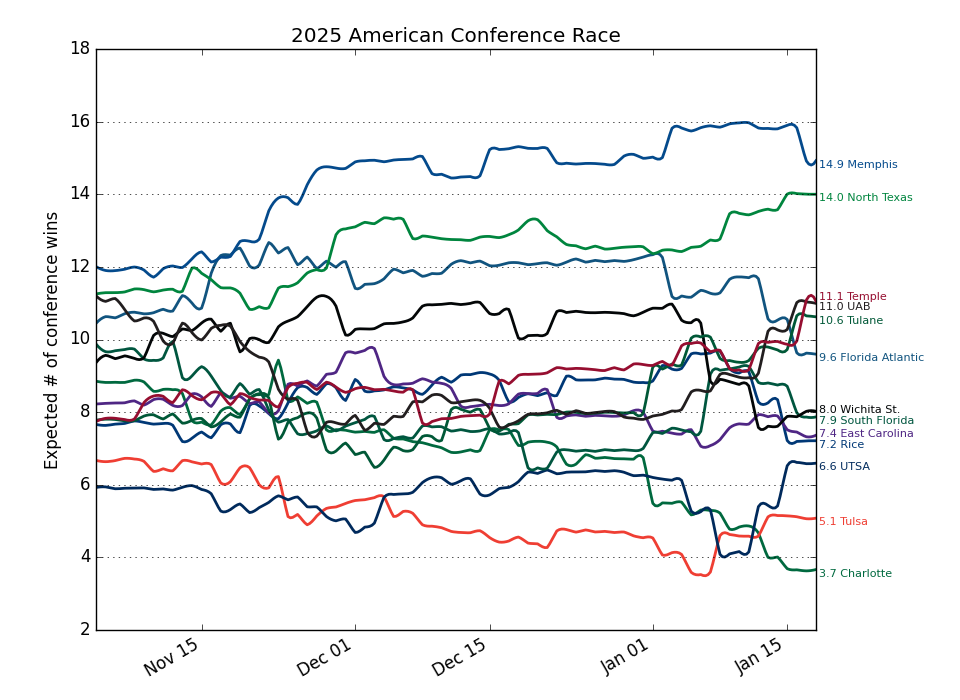 2025 American Conference Race
Expected # of conference wins
18
16
14
12
10
8
6
4
2
14.9 Memphis
14.0 North Texas
11.1 Temple
11.0 UAB
10.6 Tulane
9.6 Florida Atlantic
8.0 Wichita St.
7.9 South Florida
7.4 East Carolina
7.2 Rice
6.6 UTSA
5.1 Tulsa
3.7 Charlotte
Nov 15
Dec 01
Dec 15
Jan 01
Jan 15